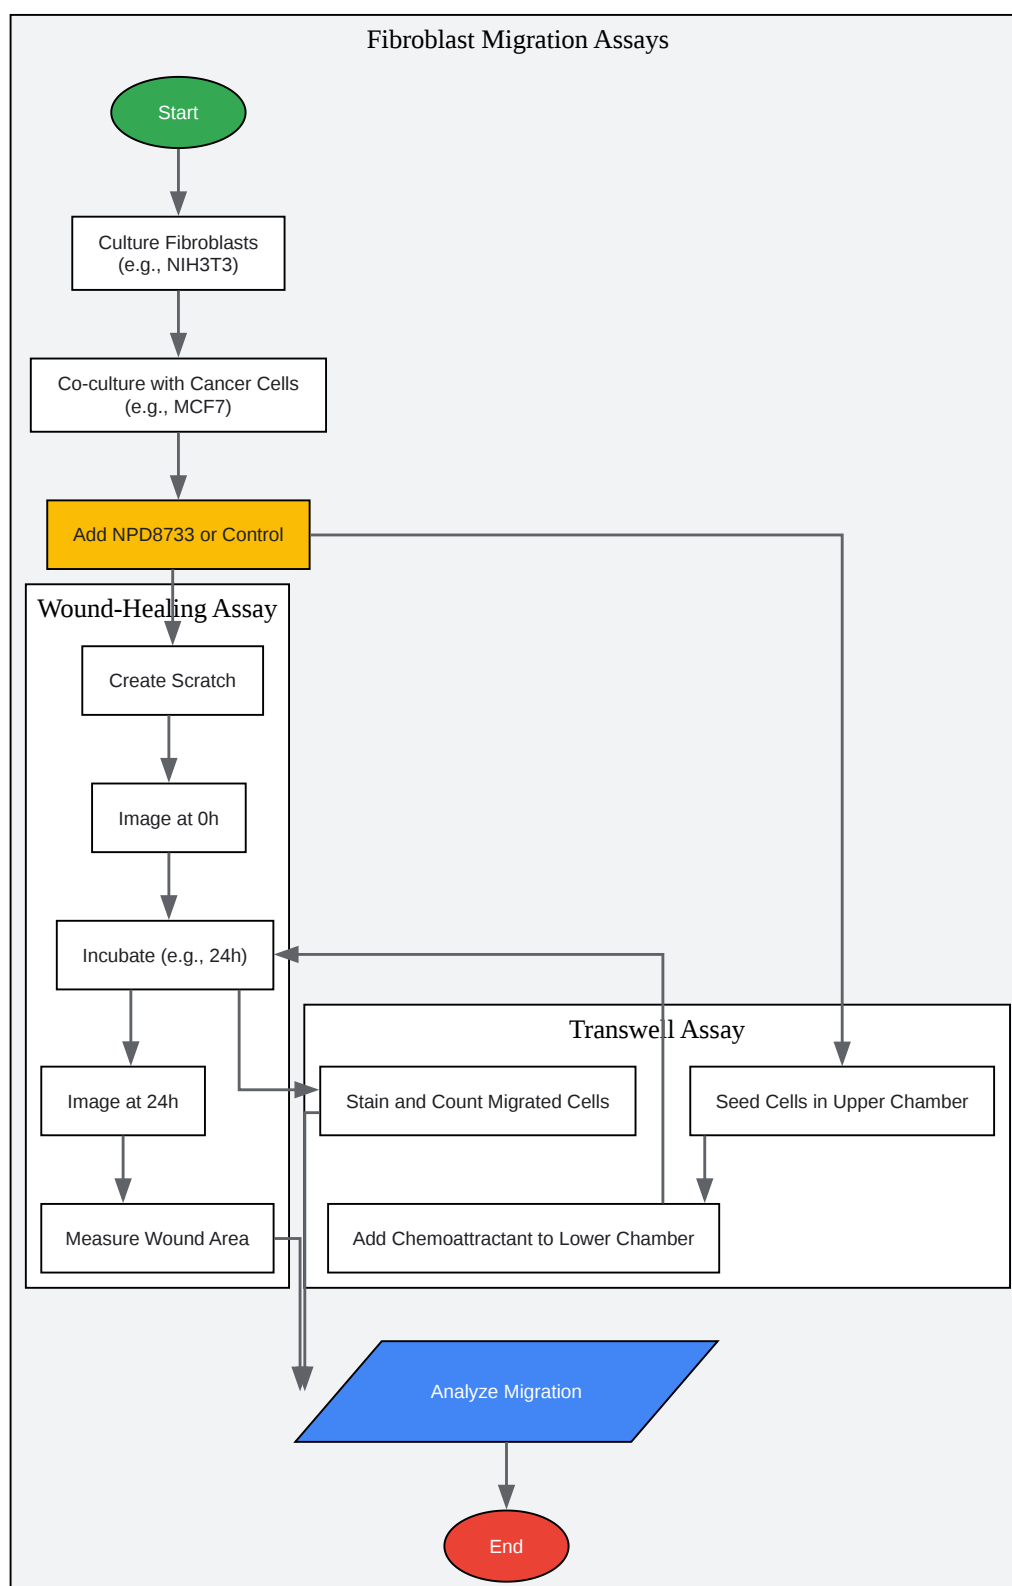 Fibroblast Migration Assays
Start
Culture Fibroblasts
(e.g., NIH3T3)
Co-culture with Cancer Cells
(e.g., MCF7)
Add NPD8733 or Control
Wound-Healing Assay
Create Scratch
Image at 0h
Incubate (e.g., 24h)
Image at 24h
Measure Wound Area
Transwell Assay
Stain and Count Migrated Cells
Seed Cells in Upper Chamber
Add Chemoattractant to Lower Chamber
Analyze Migration
End